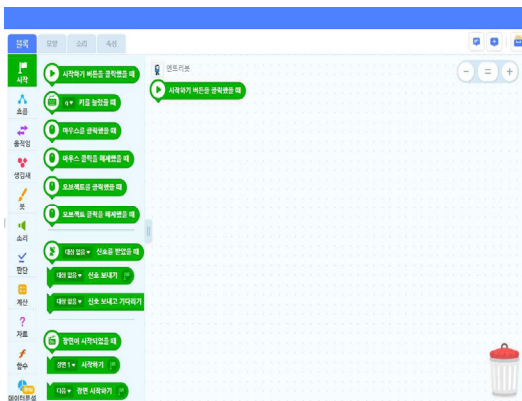 블록 모양 소리 속성
시작
흐름
움직임
생김새
붓
소리
판단
계산
자료
함수
데이터분석
시작하기 버튼을 클릭했을 때
q 키를 눌렀을 때
마우스를 클릭했을 때
마우스 클릭을 해제했을 때
오브젝트를 클릭했을 때
오브젝트 클릭을 해제했을 때
대상 없음 신호를 받았을 때
대상 없음 신호 보내기
대상 없음 신호 보내고 기다리기
장면이 시작되었을 때
장면 1 시작하기
다음 장면 시작하기
엔트리봇
시작하기 버튼을 클릭했을 때